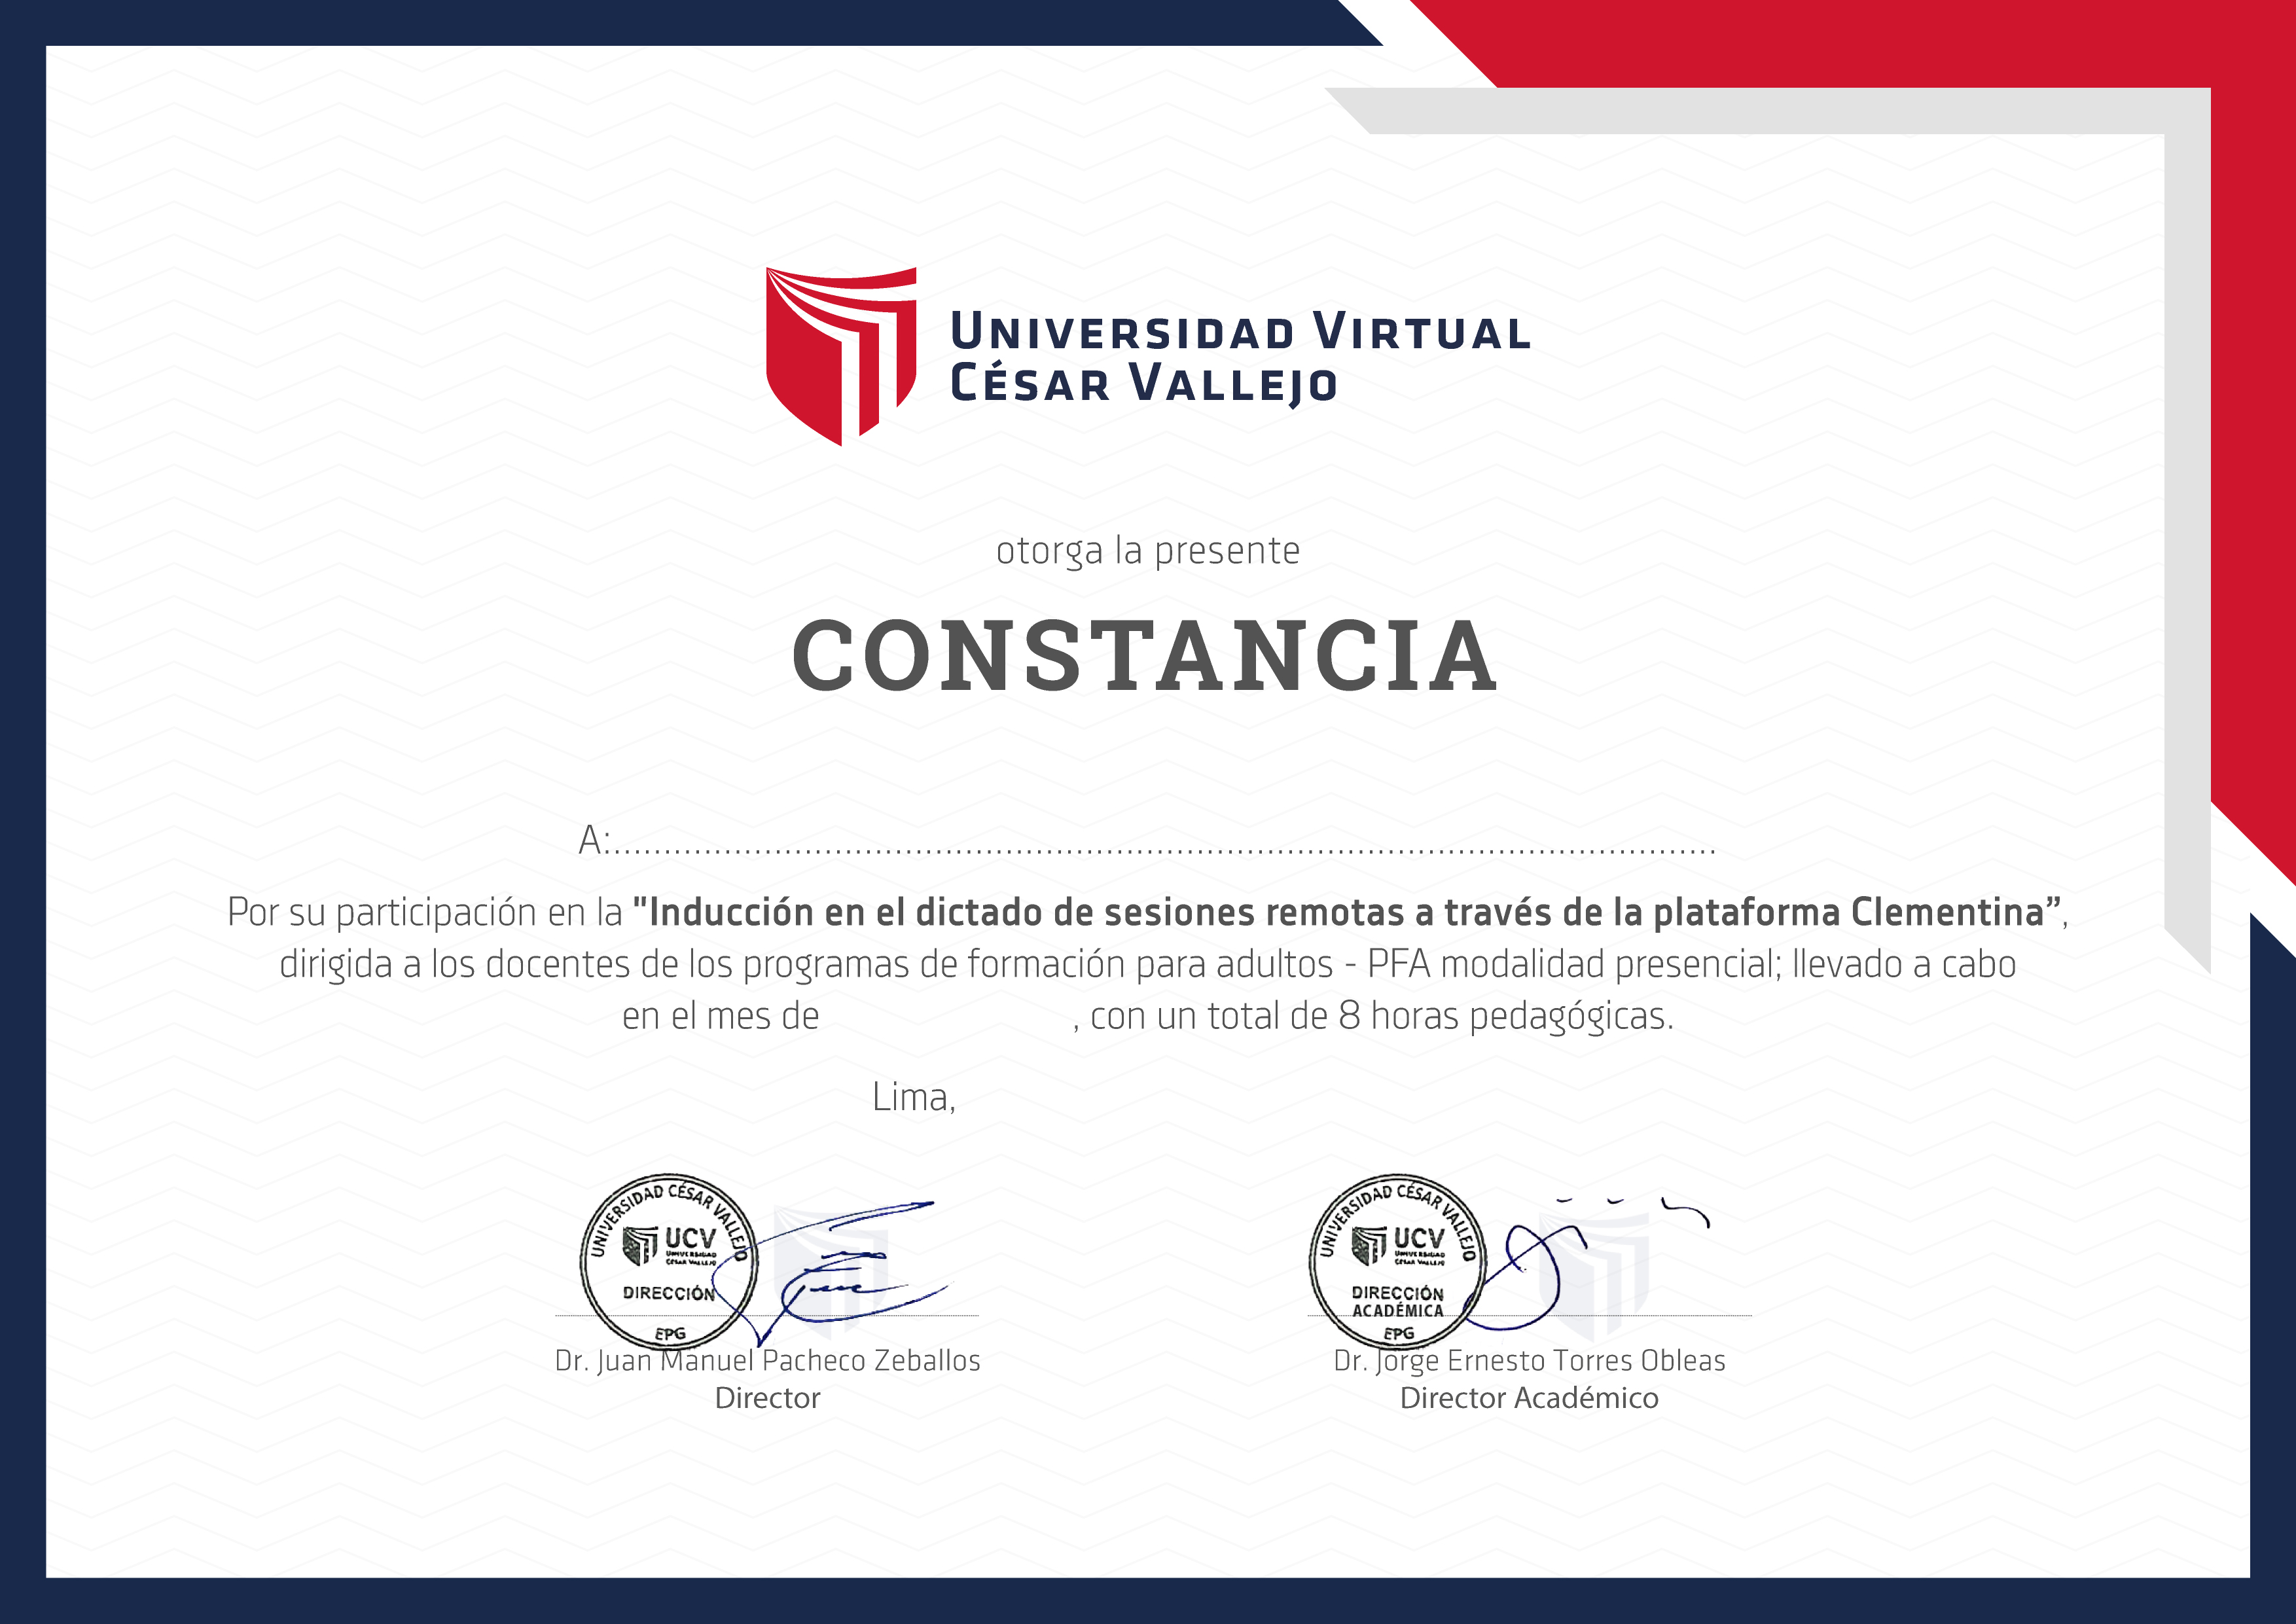 UNIVERSIDAD VIRTUAL
CÉSAR VALLEJO
otorga la presente
CONSTANCIA
A:..............................................................................................................
Por su participación en la "Inducción en el dictado de sesiones remotas a través de la plataforma Clementina”,
dirigida a los docentes de los programas de formación para adultos - PFA modalidad presencial; llevado a cabo
en el mes de , con un total de 8 horas pedagógicas.
Lima,
UNIVERSIDAD CÉSAR VALLEJO
UCV
UNIVERSIDAD
CÉSAR VALLEJO
DIRECCIÓN
EPG
Dr. Juan Manuel Pacheco Zeballos
Director
UNIVERSIDAD CÉSAR VALLEJO
UCV
UNIVERSIDAD
CÉSAR VALLEJO
DIRECCIÓN
ACADÉMICA
EPG
Dr. Jorge Ernesto Torres Obleas
Director Académico